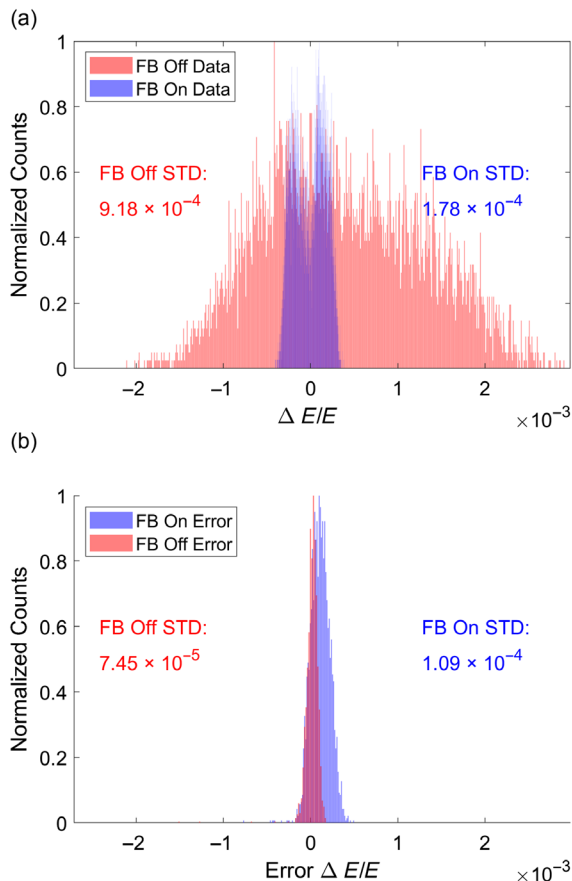 (a)
1
0.8
0.6
0.4
0.2
0
Normalized Counts
FB Off Data
FB On Data
FB Off STD:
9.18 × 10⁻⁴
FB On STD:
1.78 × 10⁻⁴
−2
−1
0
1
2
×10⁻³
Δ E/E
(b)
1
0.8
0.6
0.4
0.2
0
Normalized Counts
FB On Error
FB Off Error
FB Off STD:
7.45 × 10⁻⁵
FB On STD:
1.09 × 10⁻⁴
−2
−1
0
1
2
×10⁻³
Error Δ E/E